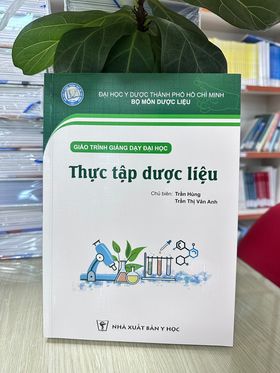 ĐẠI HỌC Y DƯỢC THÀNH PHỐ HỒ CHÍ MINH
BỘ MÔN DƯỢC LIỆU
GIÁO TRÌNH GIẢNG DẠY ĐẠI HỌC
Thực tập dược liệu
Chủ biên: Trần Hùng
Trần Thị Vân Anh
NHÀ XUẤT BẢN Y HỌC